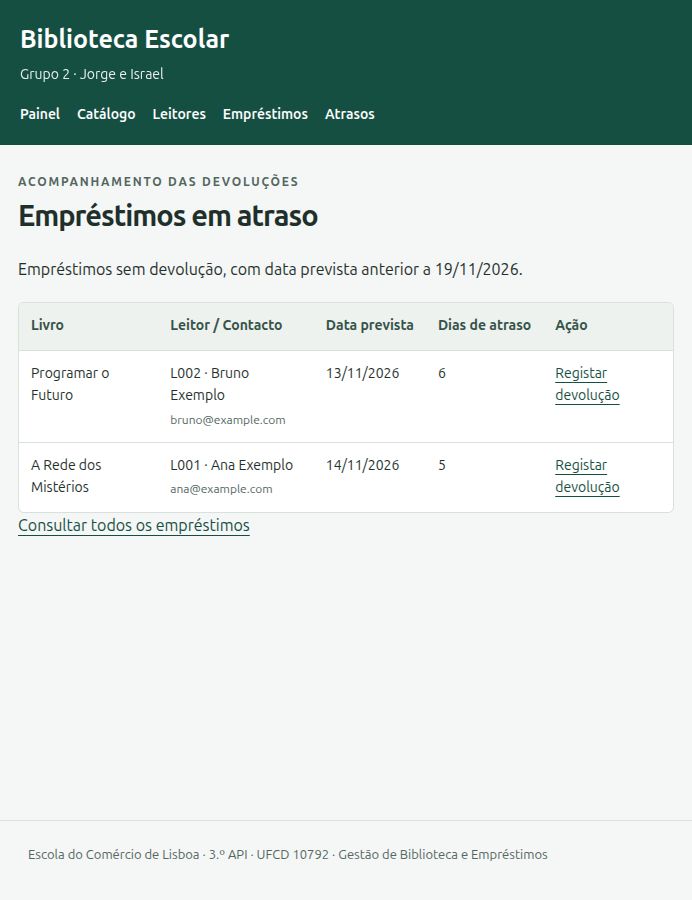 Biblioteca Escolar
Grupo 2 · Jorge e Israel
Painel Catálogo Leitores Empréstimos Atrasos
ACOMPANHAMENTO DAS DEVOLUÇÕES
Empréstimos em atraso
Empréstimos sem devolução, com data prevista anterior a 19/11/2026.
Livro Leitor / Contacto Data prevista Dias de atraso Ação
Programar o L002 · Bruno 13/11/2026 6 Registar
Futuro Exemplo devolução
bruno@example.com
A Rede dos L001 · Ana Exemplo 14/11/2026 5 Registar
Mistérios ana@example.com devolução
Consultar todos os empréstimos
Escola do Comércio de Lisboa · 3.º API · UFCD 10792 · Gestão de Biblioteca e Empréstimos